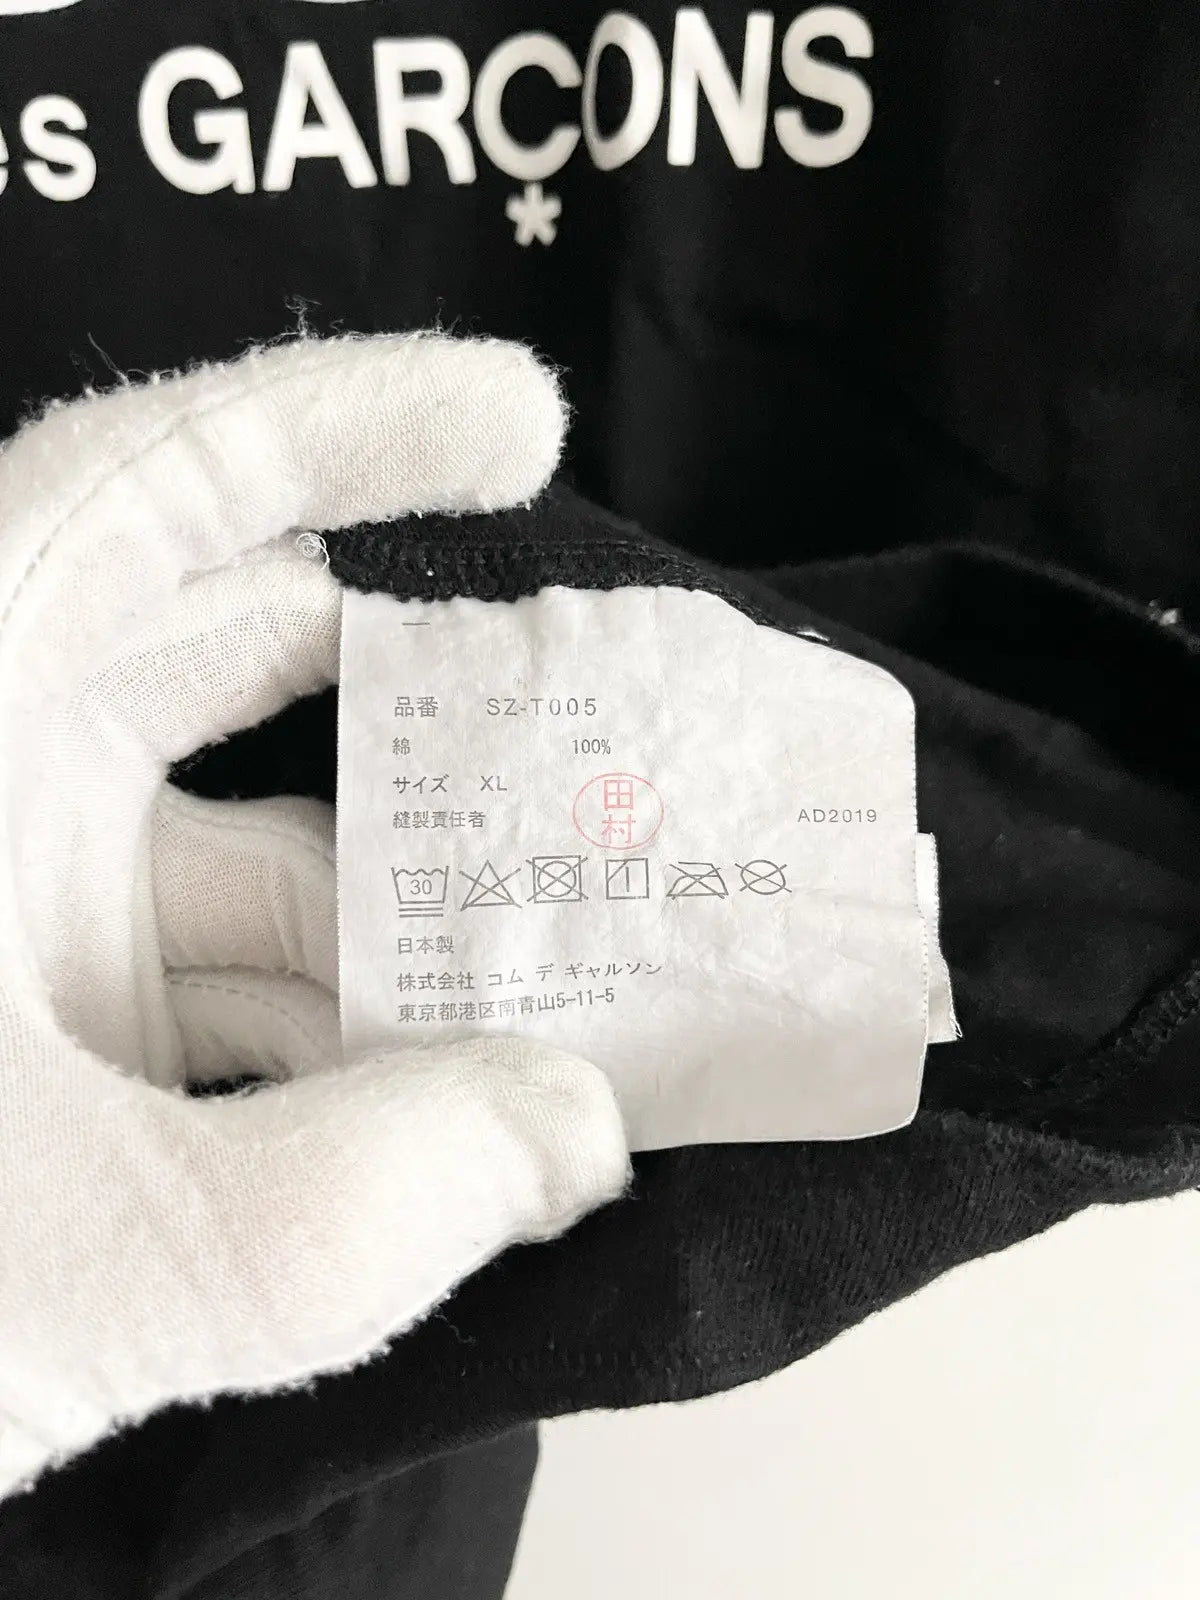 es GARÇONS
*
品番 SZ-T005
綿 100%
サイズ XL
縫製責任者 田村 AD2019
30
日本製
株式会社 コム デ ギャルソン
東京都港区南青山5-11-5